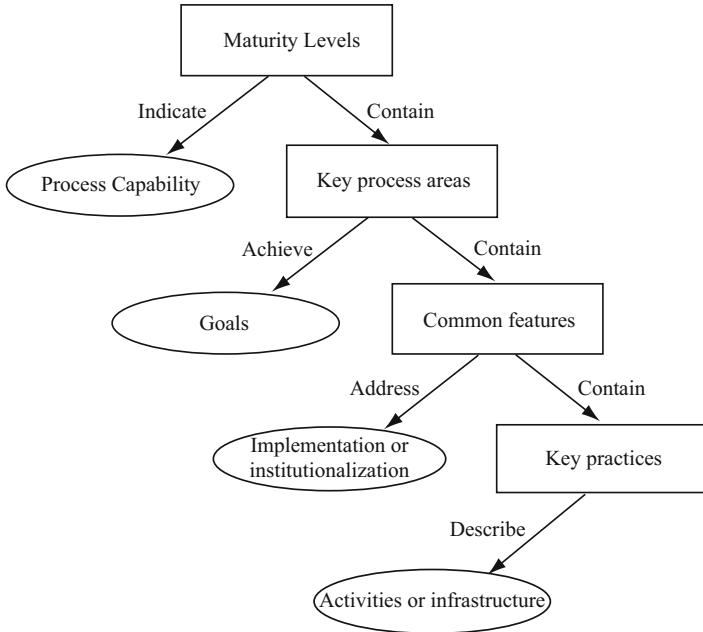 Maturity Levels
Indicate
Contain
Process Capability
Key process areas
Achieve
Contain
Goals
Common features
Address
Contain
Implementation or
institutionalization
Key practices
Describe
Activities or infrastructure